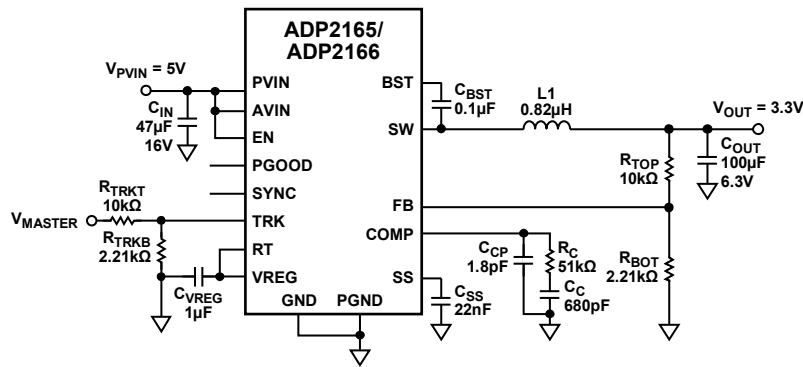 ADP2165/
ADP2166
V_PVIN = 5V
C_IN
47µF
16V
PVIN
AVIN
EN
PGOOD
SYNC
TRK
RT
VREG
GND
PGND
BST
SW
FB
COMP
SS
V_MASTER
R_TRKT
10kΩ
R_TRKB
2.21kΩ
C_VREG
1µF
C_BST
0.1µF
L1
0.82µH
V_OUT = 3.3V
C_OUT
100µF
6.3V
R_TOP
10kΩ
C_CP
1.8pF
R_C
51kΩ
C_C
680pF
R_BOT
2.21kΩ
C_SS
22nF